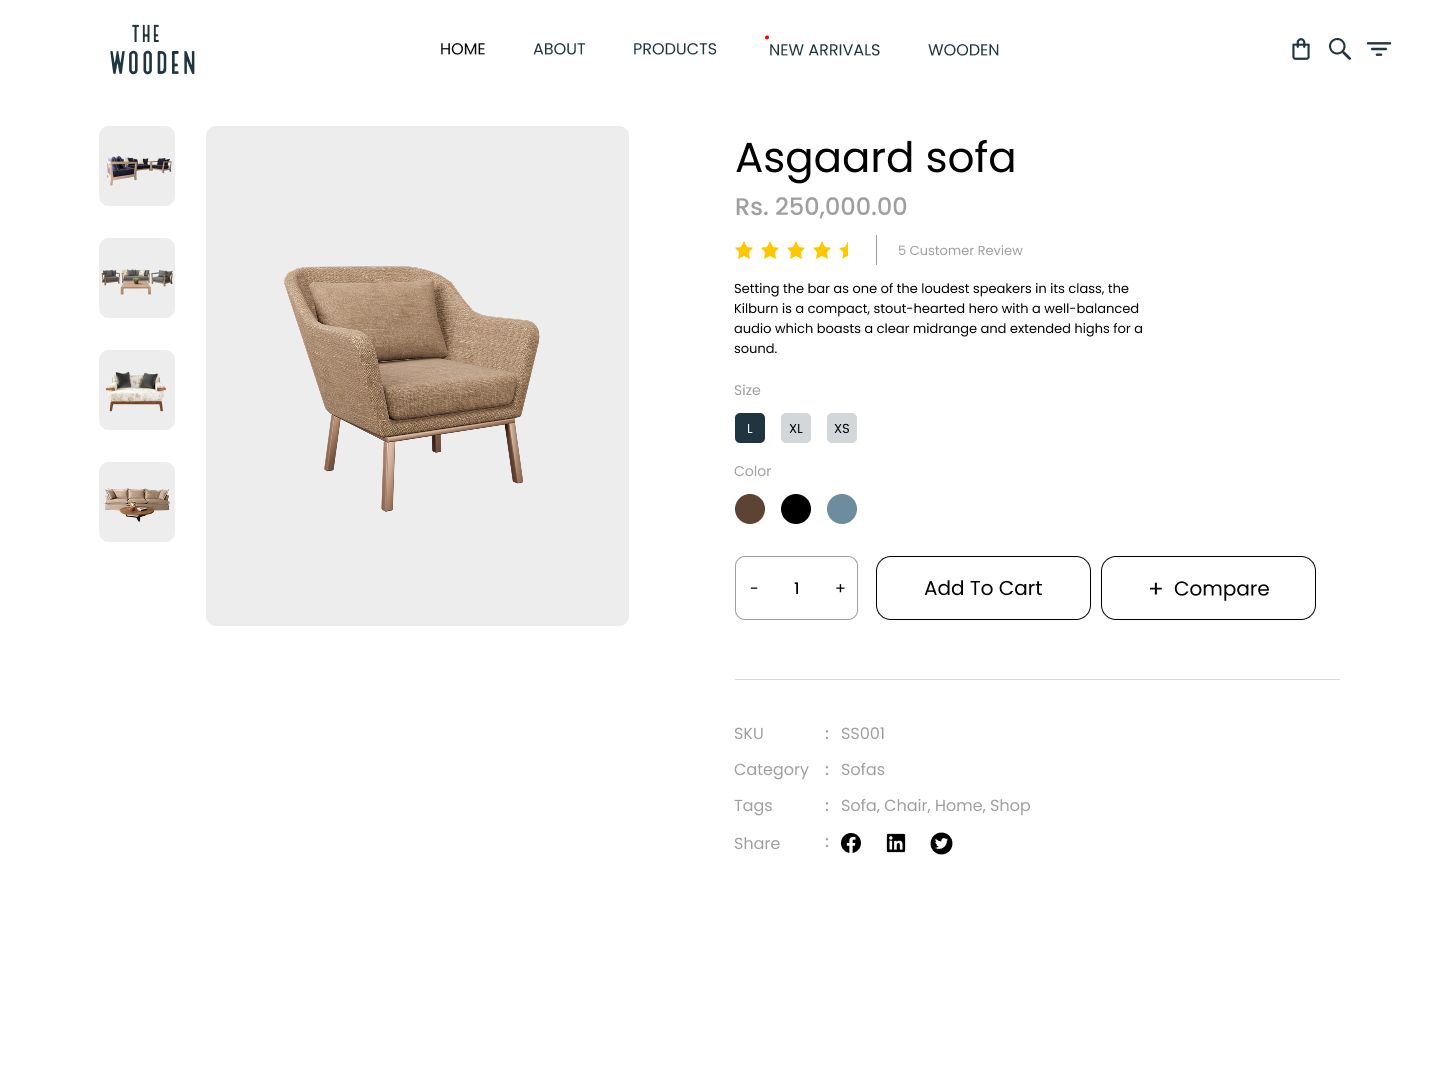 THE
WOODEN
HOME ABOUT PRODUCTS NEW ARRIVALS WOODEN
Asgaard sofa
Rs. 250,000.00
5 Customer Review
Setting the bar as one of the loudest speakers in its class, the
Kilburn is a compact, stout-hearted hero with a well-balanced
audio which boasts a clear midrange and extended highs for a
sound.
Size
L XL XS
Color
- 1 +
Add To Cart
+ Compare
SKU : SS001
Category : Sofas
Tags : Sofa, Chair, Home, Shop
Share :